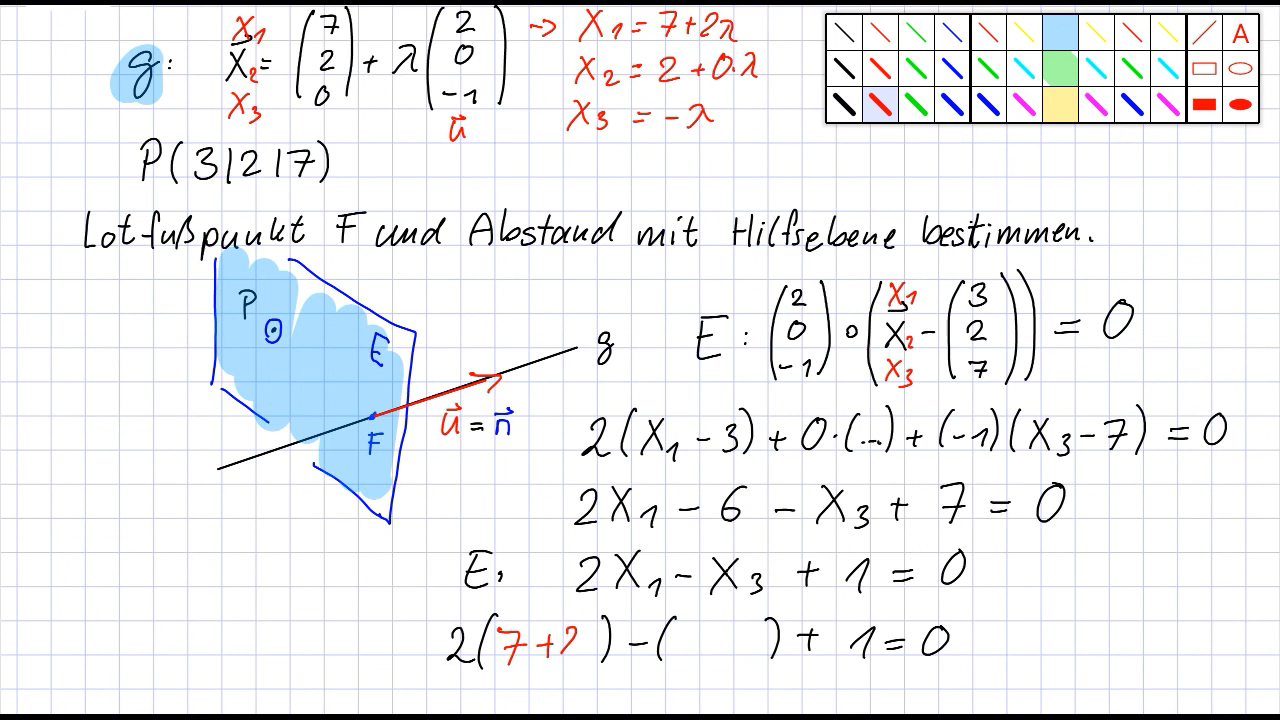 g: X⃗ = (7 2 0) + λ (2 0 -1) → X₁ = 7 + 2λ
X₁ X₂ X₃ u⃗ X₂ = 2 + 0·λ
X₃ = -λ
A
P(3|2|7)
Lotfußpunkt F und Abstand mit Hilfsebene bestimmen.
P E g F u⃗ = n⃗
E: (2 0 -1) ∘ (X⃗ - (3 2 7)) = 0
X₁ X₂ X₃
2(X₁ - 3) + 0·(...) + (-1)(X₃ - 7) = 0
2X₁ - 6 - X₃ + 7 = 0
E: 2X₁ - X₃ + 1 = 0
2(7+2 ) - ( ) + 1 = 0